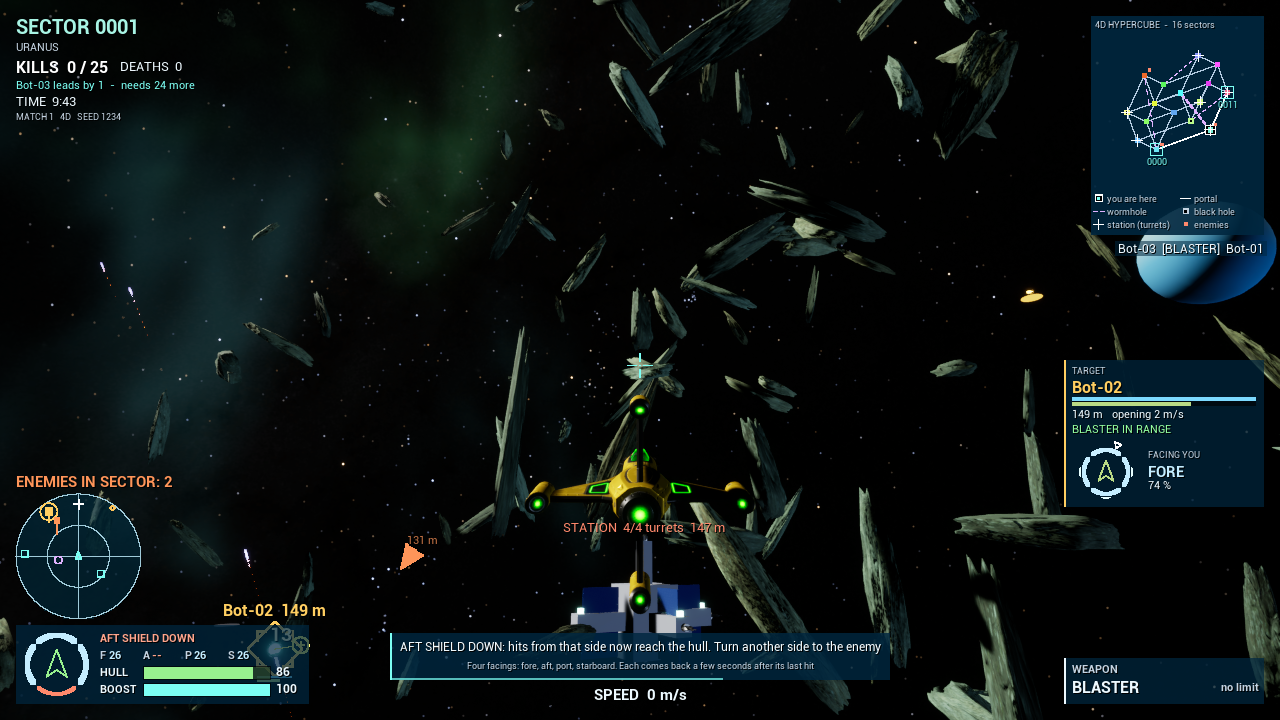 SECTOR 0001
URANUS
KILLS 0 / 25 DEATHS 0
Bot-03 leads by 1 - needs 24 more
TIME 9:43
MATCH 1 4D SEED 1234
4D HYPERCUBE - 16 sectors
0011
0000
you are here
portal
wormhole
black hole
station (turrets)
enemies
Bot-03 [BLASTER] Bot-01
TARGET
Bot-02
149 m opening 2 m/s
BLASTER IN RANGE
FACING YOU
FORE
74 %
ENEMIES IN SECTOR: 2
STATION 4/4 turrets 147 m
131 m
Bot-02 149 m
13
AFT SHIELD DOWN
F 26 A -- P 26 S 26
HULL 86
BOOST 100
AFT SHIELD DOWN: hits from that side now reach the hull. Turn another side to the enemy
Four facings: fore, aft, port, starboard. Each comes back a few seconds after its last hit
SPEED 0 m/s
WEAPON
BLASTER no limit